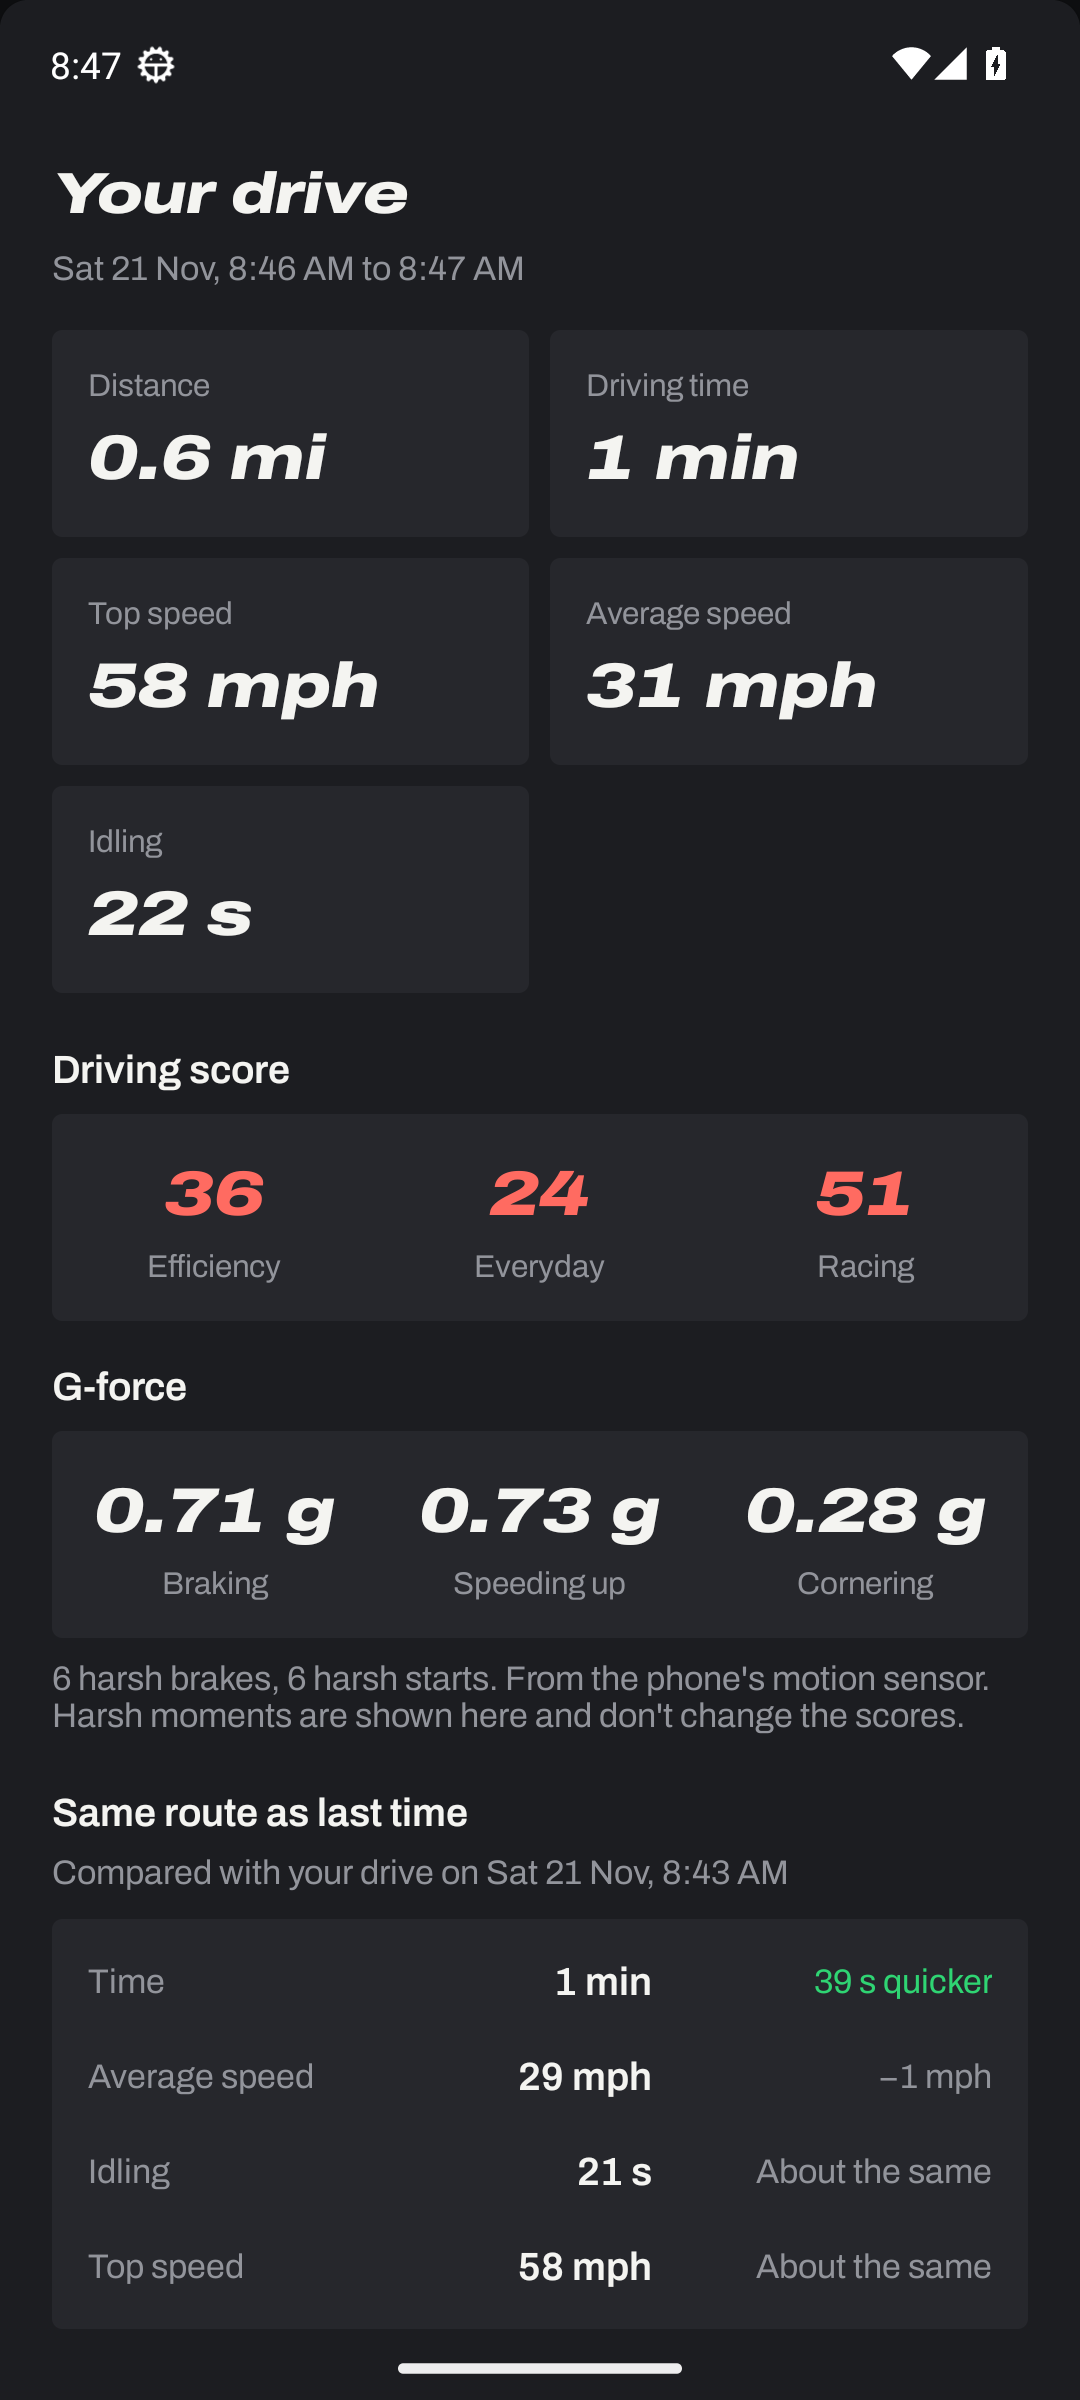 8:47
Your drive
Sat 21 Nov, 8:46 AM to 8:47 AM
Distance
0.6 mi
Driving time
1 min
Top speed
58 mph
Average speed
31 mph
Idling
22 s
Driving score
36
Efficiency
24
Everyday
51
Racing
G-force
0.71 g
Braking
0.73 g
Speeding up
0.28 g
Cornering
6 harsh brakes, 6 harsh starts. From the phone's motion sensor.
Harsh moments are shown here and don't change the scores.
Same route as last time
Compared with your drive on Sat 21 Nov, 8:43 AM
Time 1 min 39 s quicker
Average speed 29 mph −1 mph
Idling 21 s About the same
Top speed 58 mph About the same